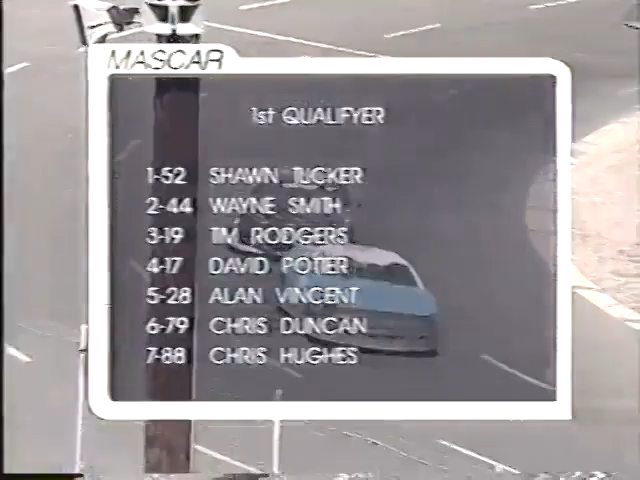 MASCAR
1st QUALIFYER
1-52 SHAWN TUCKER
2-44 WAYNE SMITH
3-19 TIM RODGERS
4-17 DAVID POTTER
5-28 ALAN VINCENT
6-79 CHRIS DUNCAN
7-88 CHRIS HUGHES